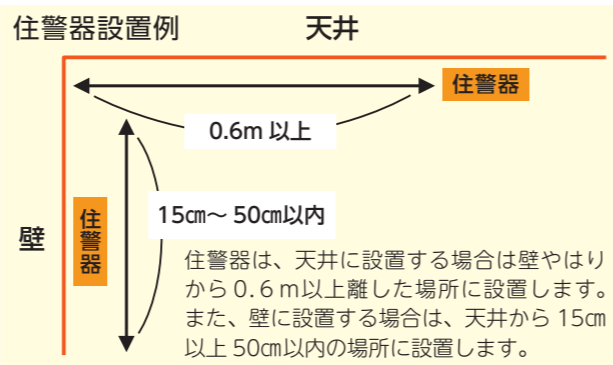 住警器設置例
天井
住警器
0.6m 以上
15㎝～ 50㎝以内
壁
住警器
住警器は、天井に設置する場合は壁やはり
から０.６ｍ以上離した場所に設置します。
また、壁に設置する場合は、天井から 15㎝
以上 50㎝以内の場所に設置します。